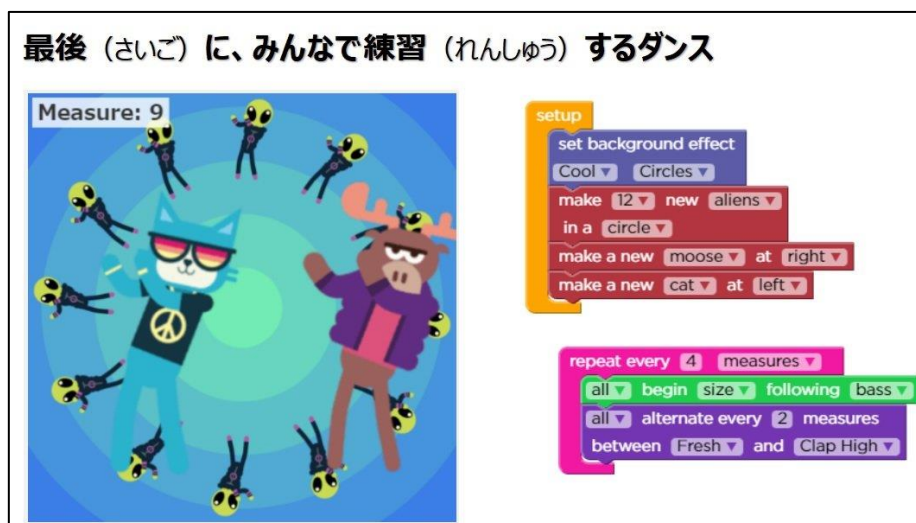 最後（さいご）に、みんなで練習（れんしゅう）するダンス
Measure: 9
setup
set background effect
Cool ▼ Circles ▼
make 12 ▼ new aliens ▼
in a circle ▼
make a new moose ▼ at right ▼
make a new cat ▼ at left ▼
repeat every 4 measures ▼
all ▼ begin size ▼ following bass ▼
all ▼ alternate every 2 measures
between Fresh ▼ and Clap High ▼